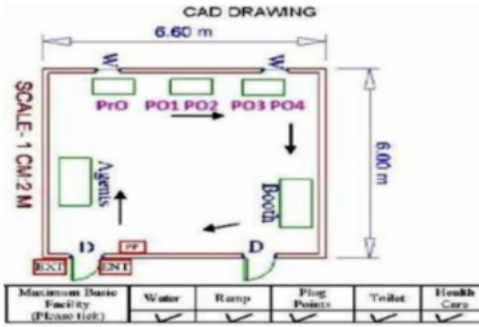 CAD DRAWING
6.60 m
W W
PrO PO1 PO2 PO3 PO4
SCALE- 1 CM:2 M
6.00 m
Agents
Booth
D PP D
EXT ENT
Maximum Basic Facility (Please tick) Water Ramp Plug Points Toilet Health Care